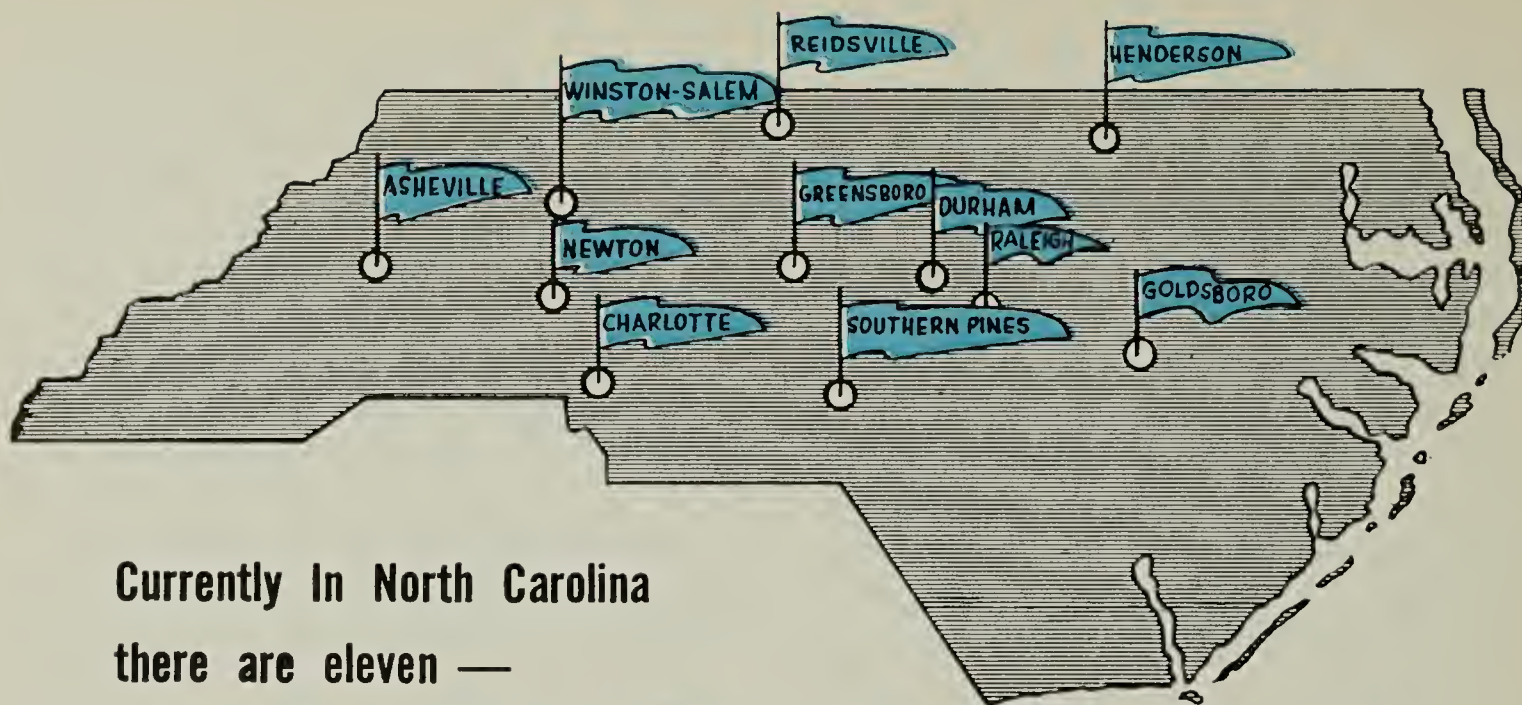 REIDSVILLE
HENDERSON
WINSTON-SALEM
ASHEVILLE
GREENSBORO
DURHAM
NEWTON
RALEIGH
GOLDSBORO
CHARLOTTE
SOUTHERN PINES
Currently In North Carolina
there are eleven —